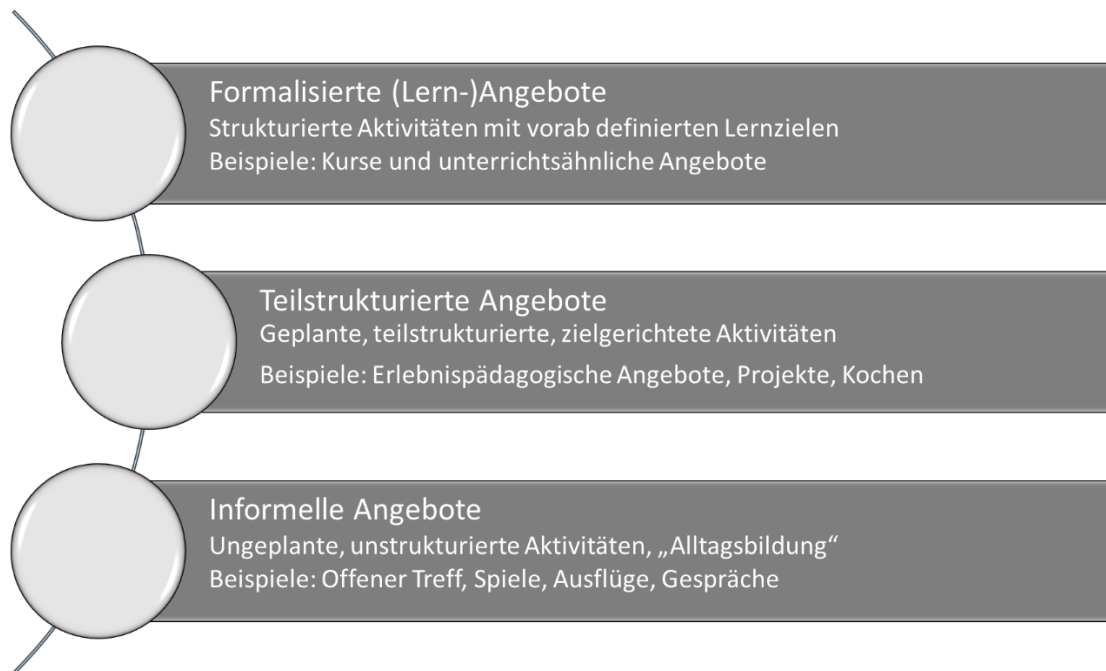 Formalisierte (Lern-)Angebote
Strukturierte Aktivitäten mit vorab definierten Lernzielen
Beispiele: Kurse und unterrichtsähnliche Angebote
Teilstrukturierte Angebote
Geplante, teilstrukturierte, zielgerichtete Aktivitäten
Beispiele: Erlebnispädagogische Angebote, Projekte, Kochen
Informelle Angebote
Ungeplante, unstrukturierte Aktivitäten, „Alltagsbildung“
Beispiele: Offener Treff, Spiele, Ausflüge, Gespräche